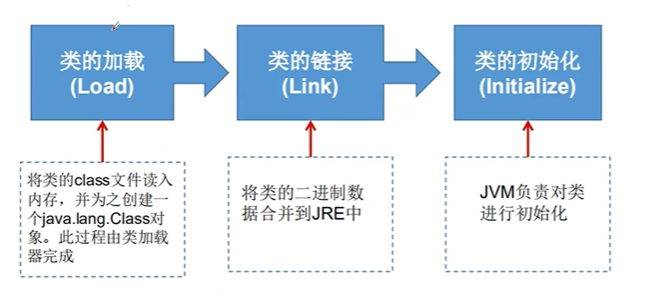 类的加载
(Load)
类的链接
(Link)
类的初始化
(Initialize)
将类的class文件读入
内存，并为之创建一
个java.lang.Class对
象。此过程由类加载
器完成
将类的二进制数
据合并到JRE中
JVM负责对类
进行初始化